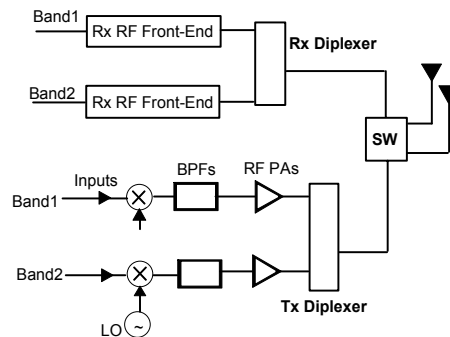 Band1
Rx RF Front-End
Rx Diplexer
Band2
Rx RF Front-End
SW
Inputs
BPFs
RF PAs
Band1
Band2
LO
~
Tx Diplexer